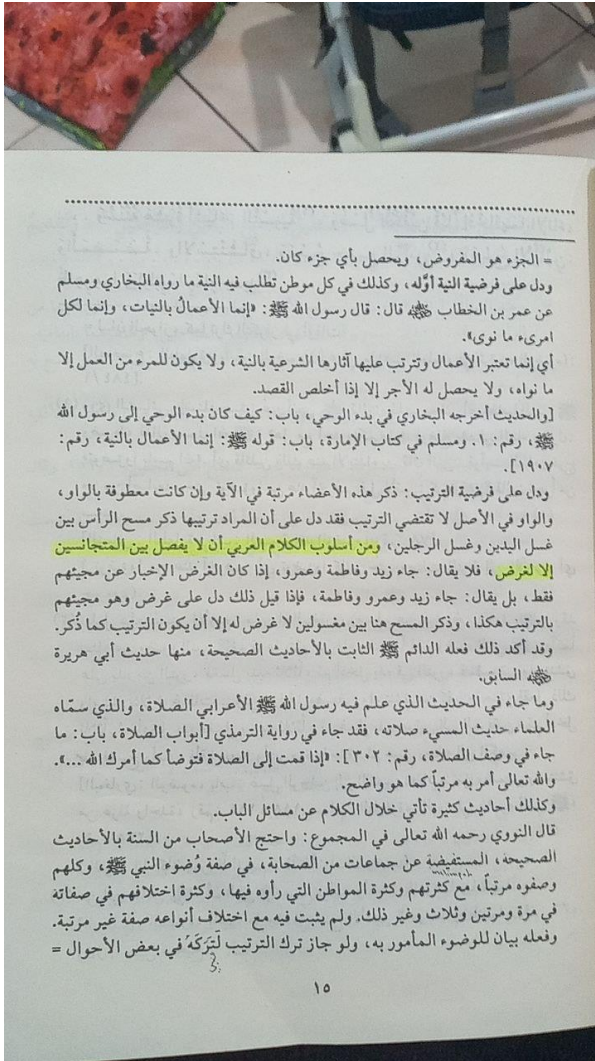 = الجزء هو المفروض، ويحصل بأي جزء كان.
ودل على فرضية النية أوَّله، وكذلك في كل موطن تطلب فيه النية ما رواه البخاري ومسلم
عن عمر بن الخطاب رضي الله عنه قال: قال رسول الله ﷺ: «إنما الأعمالُ بالنيات، وإنما لكل
امرىء ما نوى».
أي إنما تعتبر الأعمال وتترتب عليها آثارها الشرعية بالنية، ولا يكون للمرء من العمل إلا
ما نواه، ولا يحصل له الأجر إلا إذا أخلص القصد.
[والحديث أخرجه البخاري في بدء الوحي، باب: كيف كان بدء الوحي إلى رسول الله
ﷺ، رقم: ١. ومسلم في كتاب الإمارة، باب: قوله ﷺ: إنما الأعمال بالنية، رقم:
١٩٠٧].
ودل على فرضية الترتيب: ذكر هذه الأعضاء مرتبة في الآية وإن كانت معطوفة بالواو،
والواو في الأصل لا تقتضي الترتيب فقد دل على أن المراد ترتيبها ذكر مسح الرأس بين
غسل اليدين وغسل الرجلين، ومن أسلوب الكلام العربي أن لا يفصل بين المتجانسين
إلا لغرض، فلا يقال: جاء زيد وفاطمة وعمرو، إذا كان الغرض الإخبار عن مجيئهم
فقط، بل يقال: جاء زيد وعمرو وفاطمة، فإذا قيل ذلك دل على غرض وهو مجيئهم
بالترتيب هكذا، وذكر المسح هنا بين مغسولين لا غرض له إلا أن يكون الترتيب كما ذُكر.
وقد أكد ذلك فعله الدائم ﷺ الثابت بالأحاديث الصحيحة، منها حديث أبي هريرة
رضي الله عنه السابق.
وما جاء في الحديث الذي علم فيه رسول الله ﷺ الأعرابي الصلاة، والذي سمّاه
العلماء حديث المسيء صلاته، فقد جاء في رواية الترمذي [أبواب الصلاة، باب: ما
جاء في وصف الصلاة، رقم: ٣٠٢]: «إذا قمت إلى الصلاة فتوضأ كما أمرك الله ...».
والله تعالى أمر به مرتباً كما هو واضح.
وكذلك أحاديث كثيرة تأتي خلال الكلام عن مسائل الباب.
قال النووي رحمه الله تعالى في المجموع: واحتج الأصحاب من السنة بالأحاديث
الصحيحه، المستفيضة عن جماعات من الصحابة، في صفة وُضوء النبي ﷺ، وكلهم
وصفوه مرتباً، مع كثرتهم وكثرة المواطن التي رأوه فيها، وكثرة اختلافهم في صفاته
في مرة ومرتين وثلاث وغير ذلك. ولم يثبت فيه مع اختلاف أنواعه صفة غير مرتبة.
وفعله بيان للوضوء المأمور به، ولو جاز ترك الترتيب لَتَرَكَهُ في بعض الأحوال =
١٥